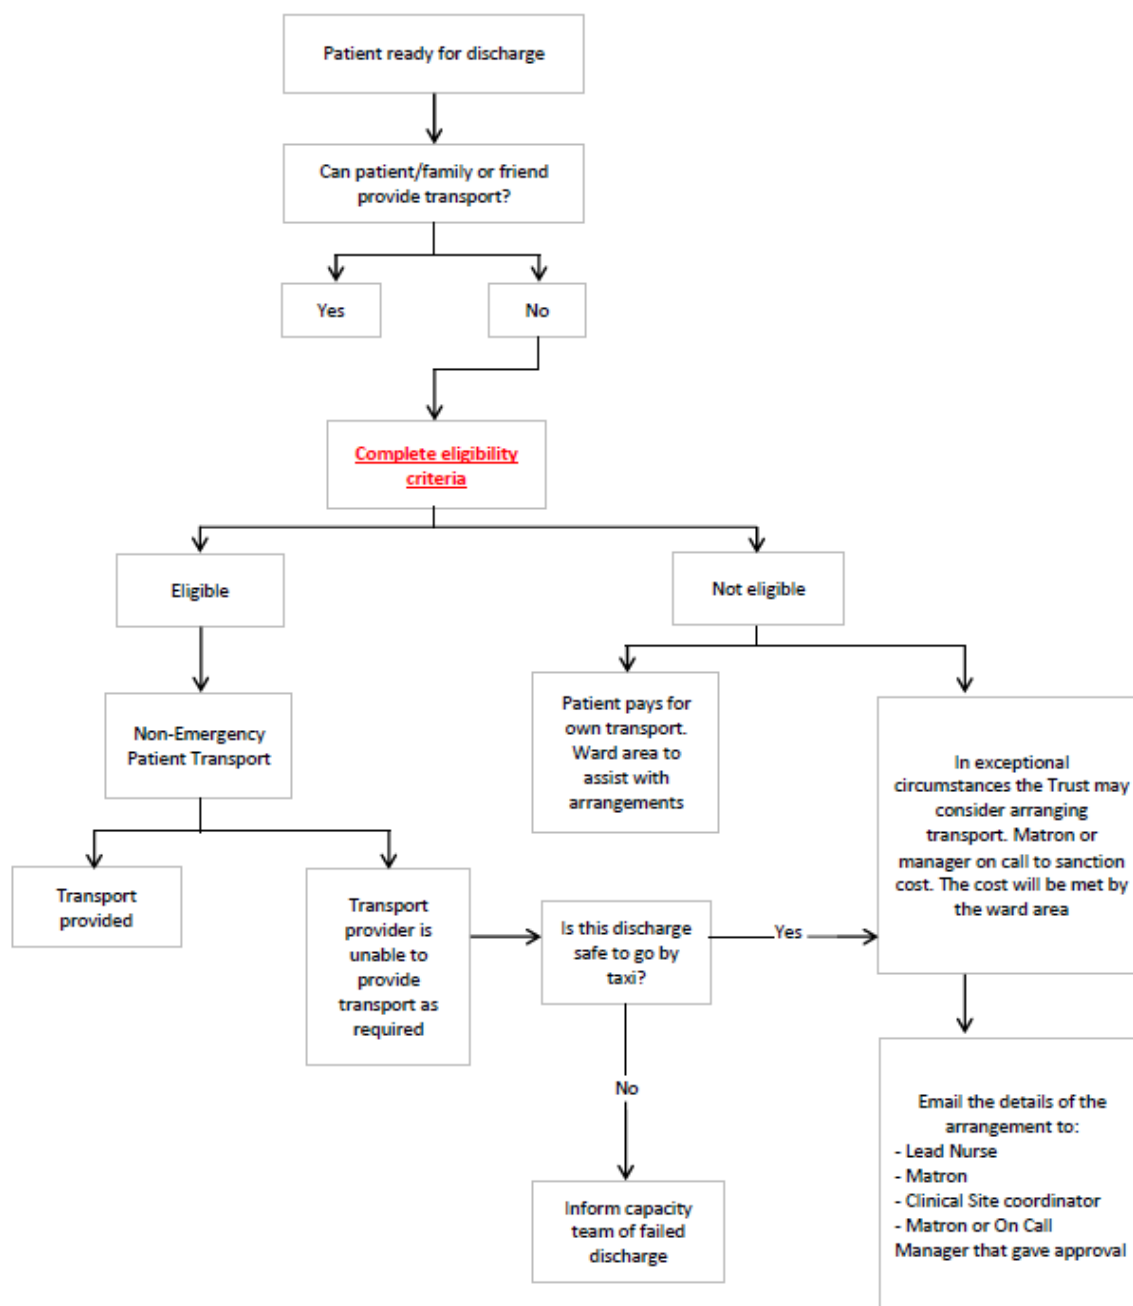 Patient ready for discharge
Can patient/family or friend
provide transport?
Yes
No
Complete eligibility
criteria
Eligible
Not eligible
Non-Emergency
Patient Transport
Patient pays for
own transport.
Ward area to
assist with
arrangements
In exceptional
circumstances the Trust may
consider arranging
transport. Matron or
manager on call to sanction
cost. The cost will be met by
the ward area
Transport
provided
Transport
provider is
unable to
provide
transport as
required
Is this discharge
safe to go by
taxi?
Yes
No
Inform capacity
team of failed
discharge
Email the details of the
arrangement to:
- Lead Nurse
- Matron
- Clinical Site coordinator
- Matron or On Call
Manager that gave approval